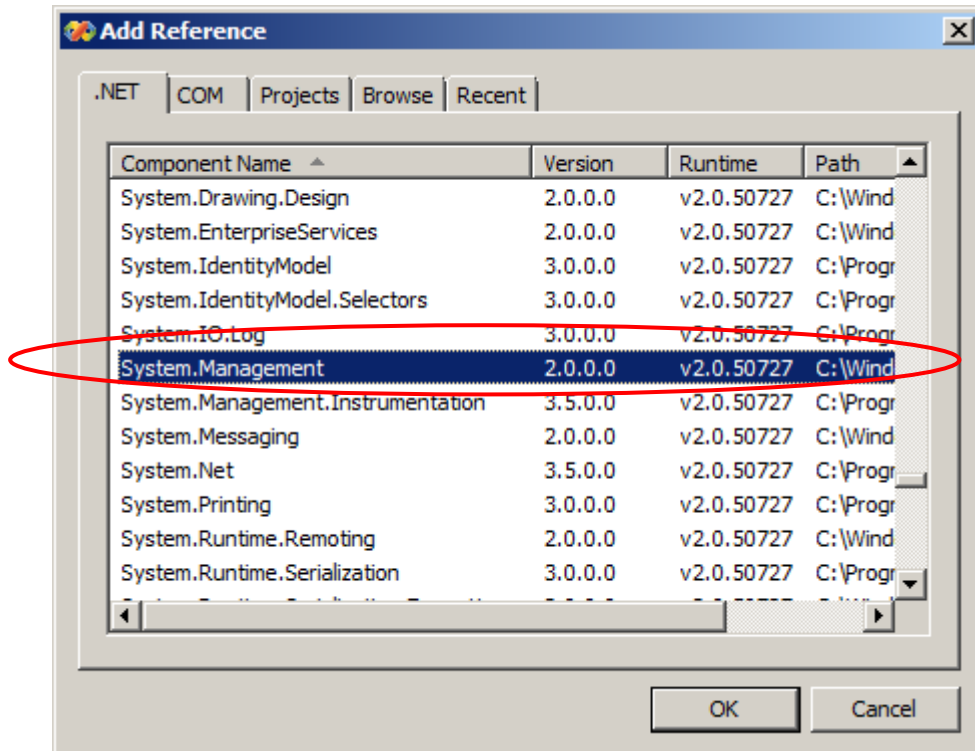 Add Reference
.NET COM Projects Browse Recent
Component Name Version Runtime Path
System.Drawing.Design 2.0.0.0 v2.0.50727 C:\Wind
System.EnterpriseServices 2.0.0.0 v2.0.50727 C:\Wind
System.IdentityModel 3.0.0.0 v2.0.50727 C:\Progr
System.IdentityModel.Selectors 3.0.0.0 v2.0.50727 C:\Progr
System.IO.Log 3.0.0.0 v2.0.50727 C:\Progr
System.Management 2.0.0.0 v2.0.50727 C:\Wind
System.Management.Instrumentation 3.5.0.0 v2.0.50727 C:\Progr
System.Messaging 2.0.0.0 v2.0.50727 C:\Wind
System.Net 3.5.0.0 v2.0.50727 C:\Progr
System.Printing 3.0.0.0 v2.0.50727 C:\Progr
System.Runtime.Remoting 2.0.0.0 v2.0.50727 C:\Wind
System.Runtime.Serialization 3.0.0.0 v2.0.50727 C:\Progr
OK Cancel